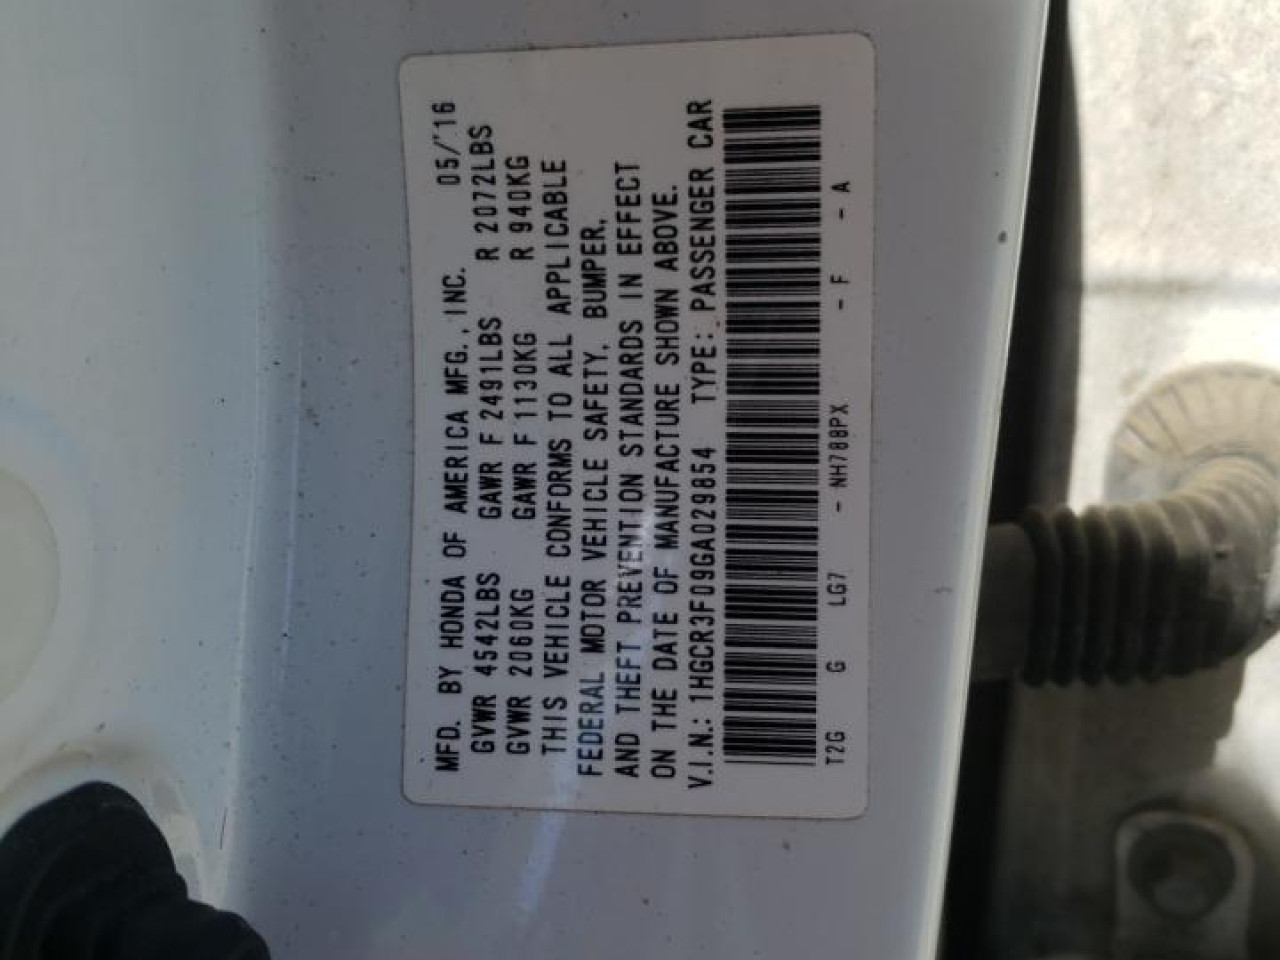 MFD. BY HONDA OF AMERICA MFG., INC. 05/'16
GVWR 4542LBS GAWR F 2491LBS R 2072LBS
GVWR 2060KG GAWR F 1130KG R 940KG
THIS VEHICLE CONFORMS TO ALL APPLICABLE
FEDERAL MOTOR VEHICLE SAFETY, BUMPER,
AND THEFT PREVENTION STANDARDS IN EFFECT
ON THE DATE OF MANUFACTURE SHOWN ABOVE.
V.I.N.: 1HGCR3F09GA029854 TYPE: PASSENGER CAR
T2G G LG7 - NH788PX - F - A